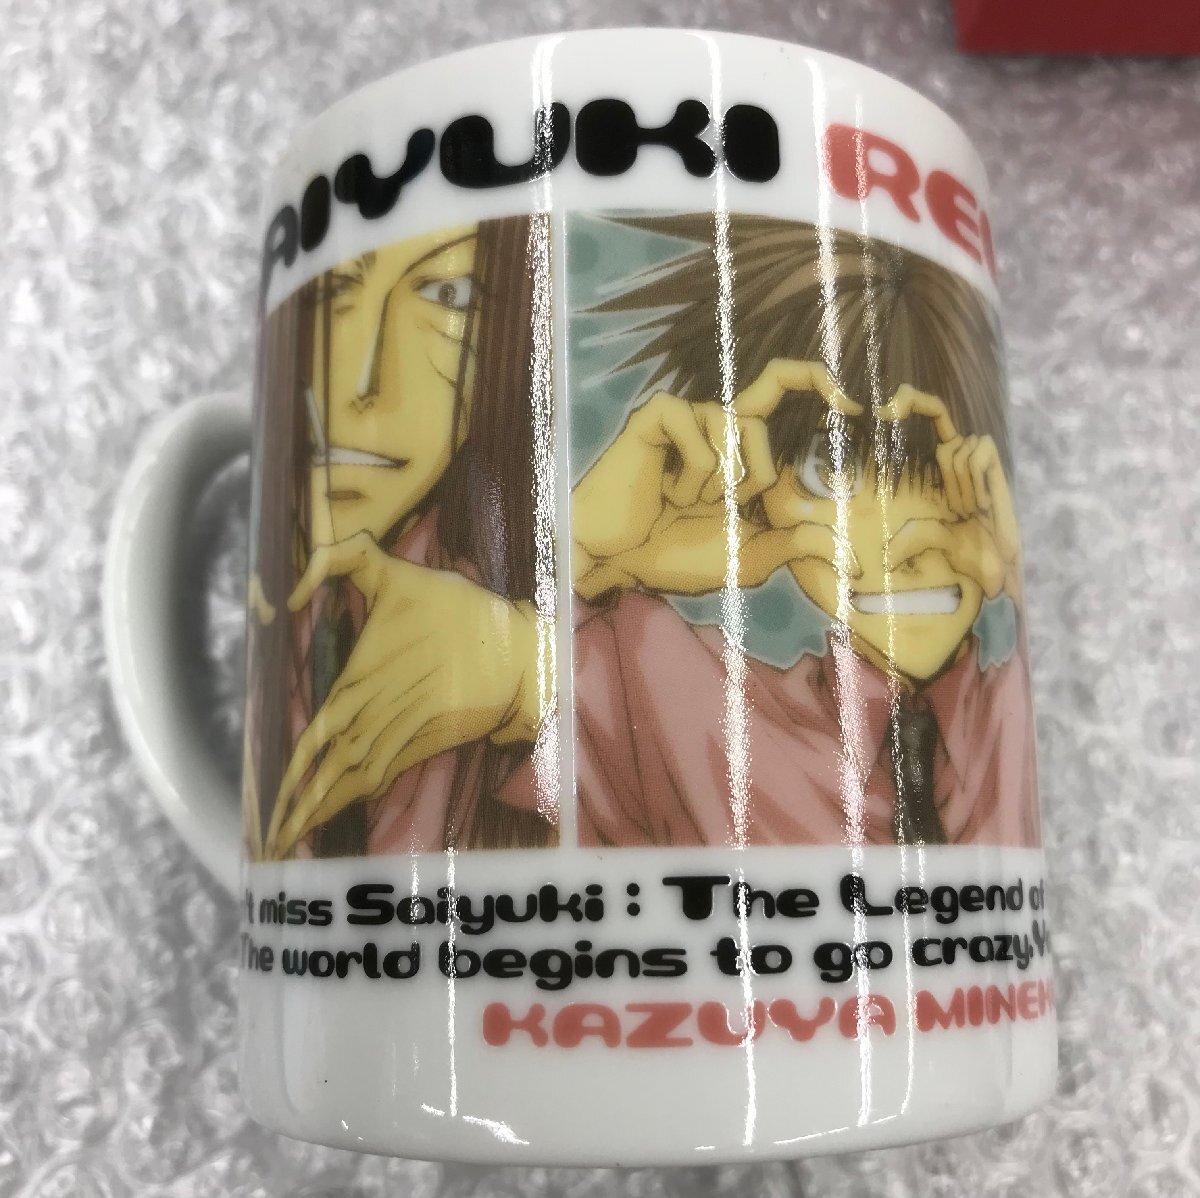 AIYUKI RE
't miss Saiyuki : The Legend of
The world begins to go crazy.
KAZUYA MINEK